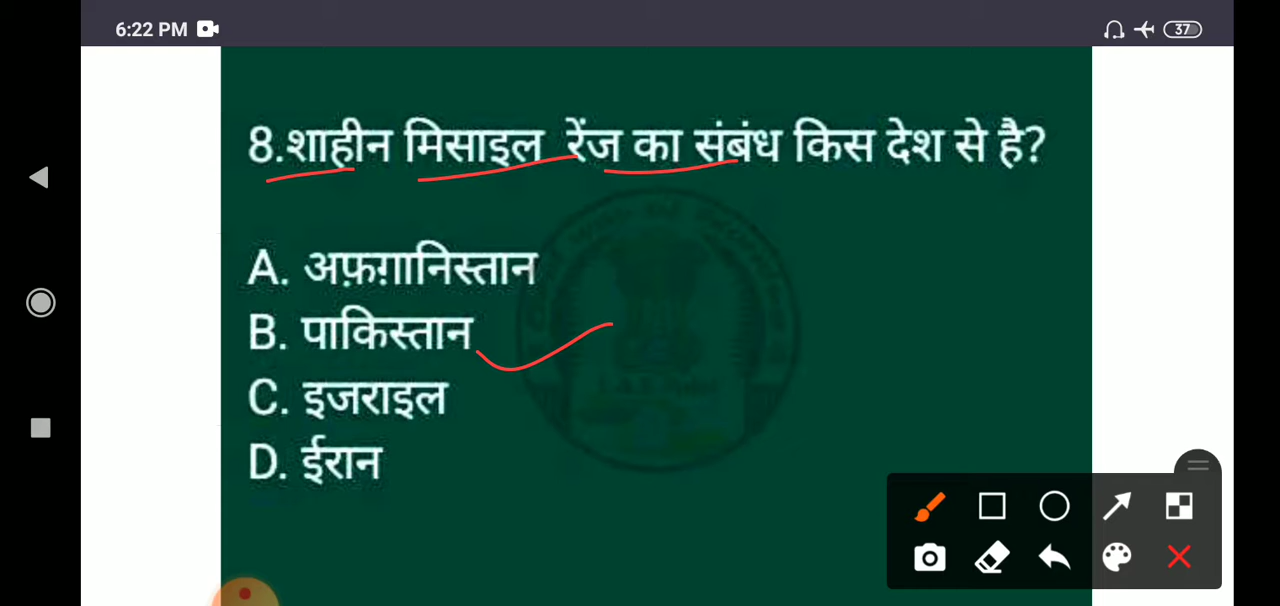 6:22 PM
37
8.शाहीन मिसाइल रेंज का संबंध किस देश से है?
A. अफ़ग़ानिस्तान
B. पाकिस्तान
C. इजराइल
D. ईरान